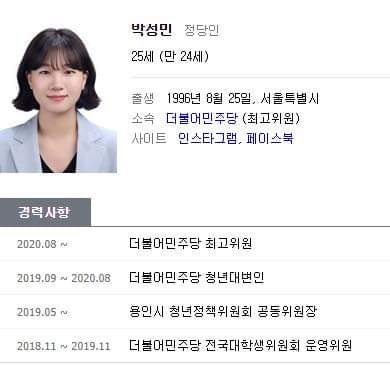 박성민 정당인
25세 (만 24세)
출생 1996년 8월 25일, 서울특별시
소속 더불어민주당 (최고위원)
사이트 인스타그램, 페이스북
경력사항
2020.08 ~ 더불어민주당 최고위원
2019.09 ~ 2020.08 더불어민주당 청년대변인
2019.05 ~ 용인시 청년정책위원회 공동위원장
2018.11 ~ 2019.11 더불어민주당 전국대학생위원회 운영위원